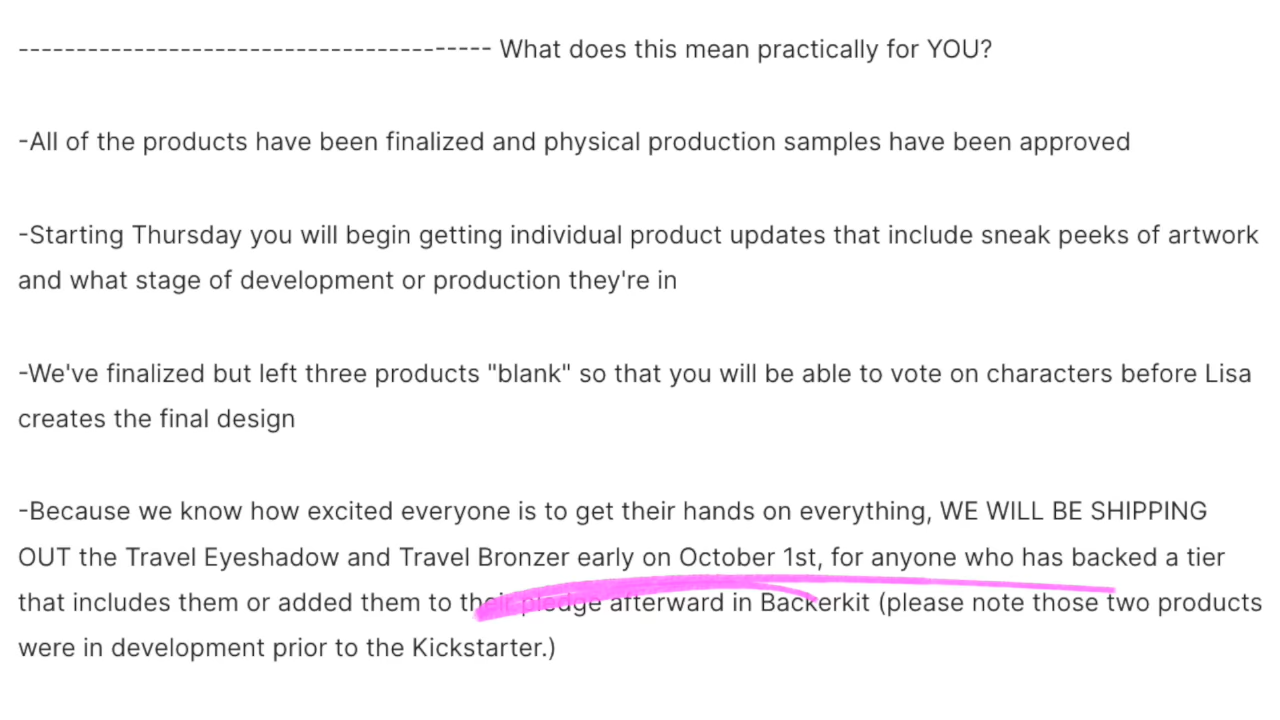 ----------------------------------------- What does this mean practically for YOU?
-All of the products have been finalized and physical production samples have been approved
-Starting Thursday you will begin getting individual product updates that include sneak peeks of artwork
and what stage of development or production they're in
-We've finalized but left three products "blank" so that you will be able to vote on characters before Lisa
creates the final design
-Because we know how excited everyone is to get their hands on everything, WE WILL BE SHIPPING
OUT the Travel Eyeshadow and Travel Bronzer early on October 1st, for anyone who has backed a tier
that includes them or added them to their pledge afterward in Backerkit (please note those two products
were in development prior to the Kickstarter.)